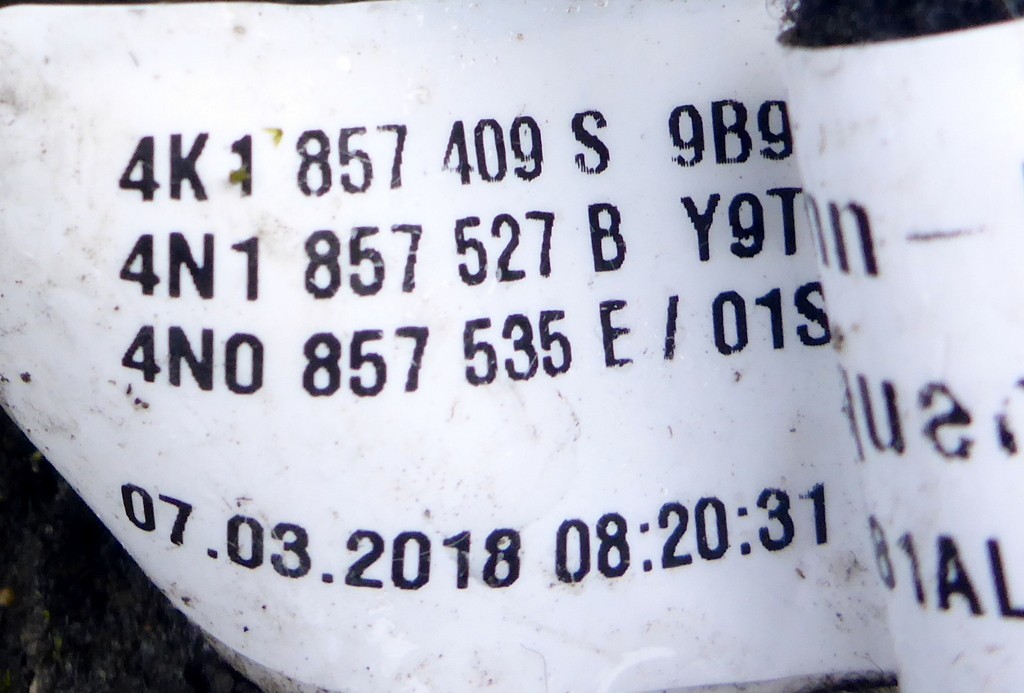 4K1 857 409 S 9B9
4N1 857 527 B Y9T
4N0 857 535 E / 01S
07.03.2018 08:20:31